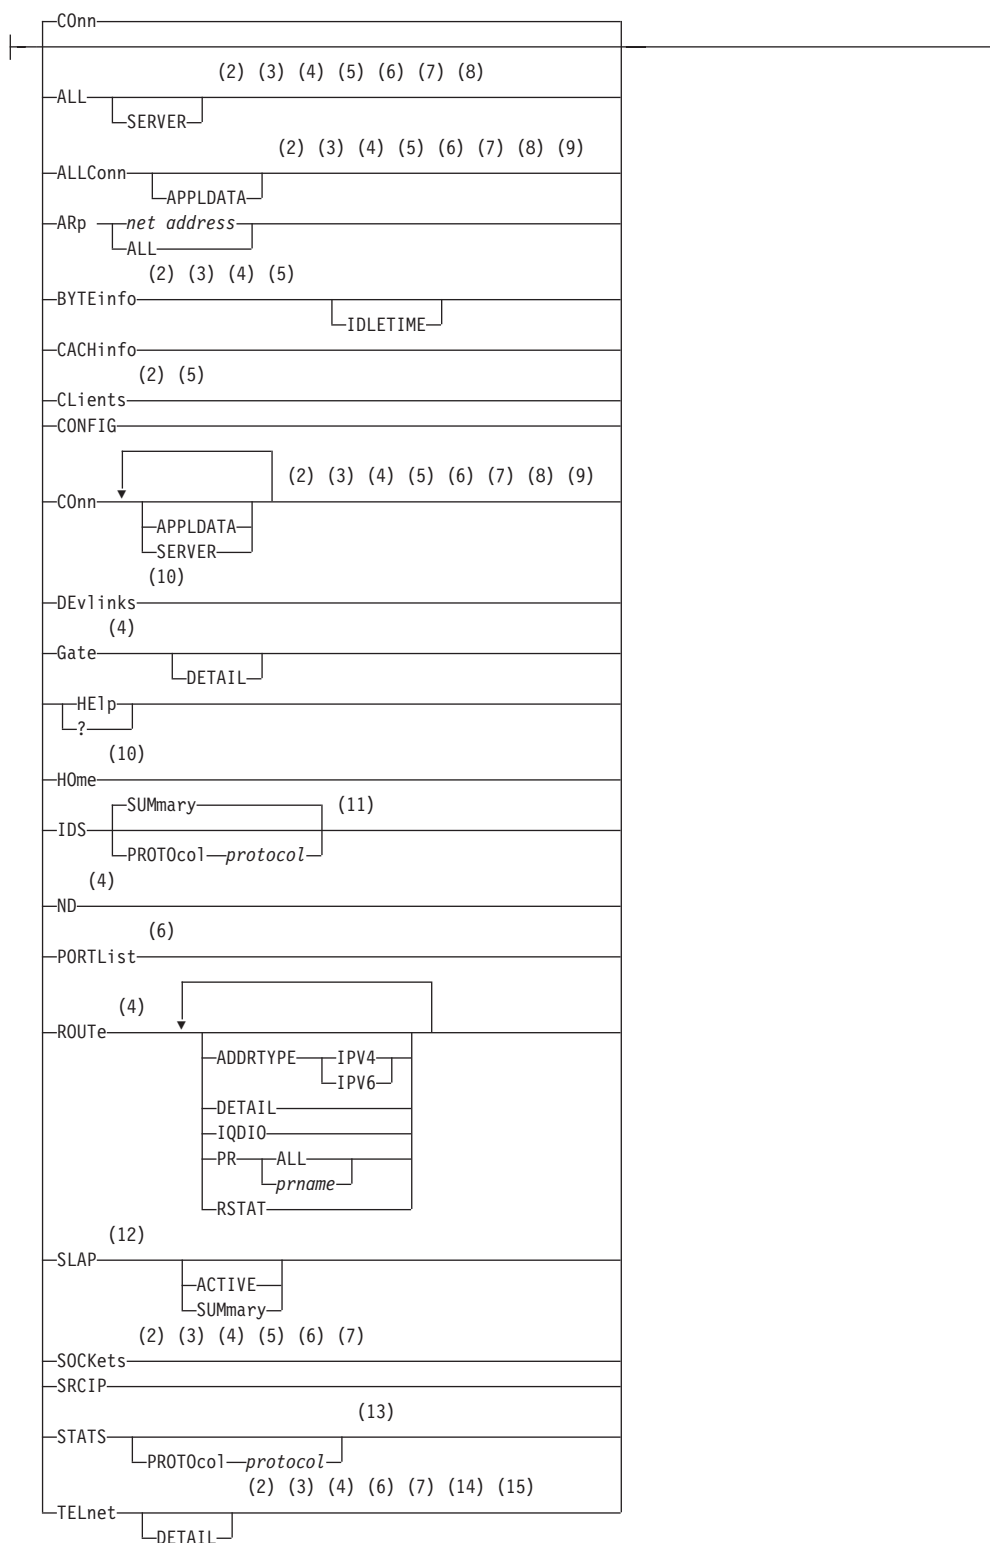 COnn
(2) (3) (4) (5) (6) (7) (8)
ALL
SERVER
(2) (3) (4) (5) (6) (7) (8) (9)
ALLConn
APPLDATA
ARp net address
ALL
(2) (3) (4) (5)
BYTEinfo
IDLETIME
CACHinfo
(2) (5)
CLients
CONFIG
(2) (3) (4) (5) (6) (7) (8) (9)
COnn
APPLDATA
SERVER
(10)
DEvlinks
(4)
Gate
DETAIL
HElp
?
(10)
HOme
SUMmary (11)
IDS
PROTOcol protocol
(4)
ND
(6)
PORTList
(4)
ROUTe
ADDRTYPE IPV4
IPV6
DETAIL
IQDIO
PR ALL
prname
RSTAT
(12)
SLAP
ACTIVE
SUMmary
(2) (3) (4) (5) (6) (7)
SOCKets
SRCIP
(13)
STATS
PROTOcol protocol
(2) (3) (4) (6) (7) (14) (15)
TELnet
DETAIL